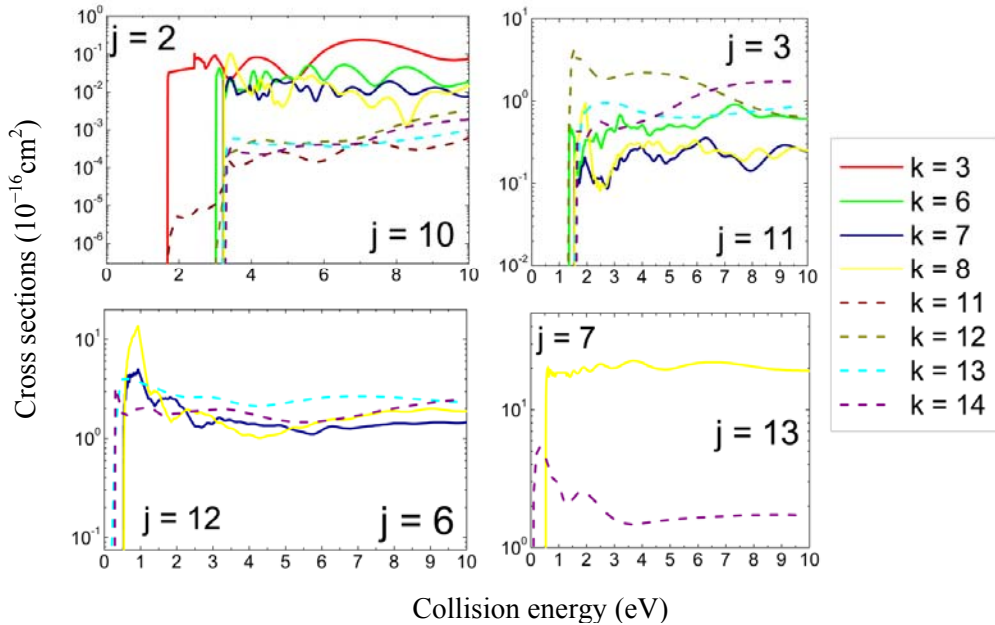 Cross sections (10⁻¹⁶cm²)
10⁰
10⁻¹
10⁻²
10⁻³
10⁻⁴
10⁻⁵
10⁻⁶
j = 2
j = 10
2 4 6 8 10
10¹
10⁰
10⁻¹
10⁻²
j = 3
j = 11
0 1 2 3 4 5 6 7 8 9 10
10¹
10⁰
10⁻¹
j = 12
j = 6
0 1 2 3 4 5 6 7 8 9 10
10¹
10⁰
j = 7
j = 13
0 1 2 3 4 5 6 7 8 9 10
k = 3
k = 6
k = 7
k = 8
k = 11
k = 12
k = 13
k = 14
Collision energy (eV)